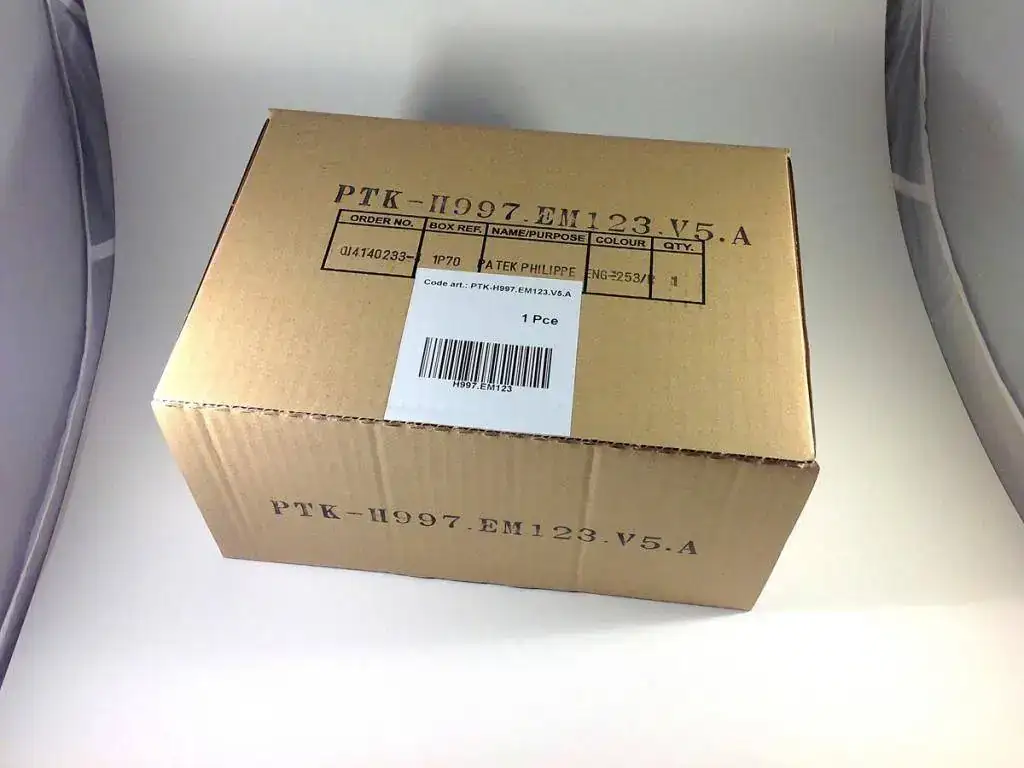 PTK-H997.EM123.V5.A
ORDER NO. BOX REF. NAME/PURPOSE COLOUR QTY.
1P70 PATEK PHILIPPE 1
Code art.: PTK-H997.EM123.V5.A
1 Pce
H997.EM123
PTK-H997.EM123.V5.A